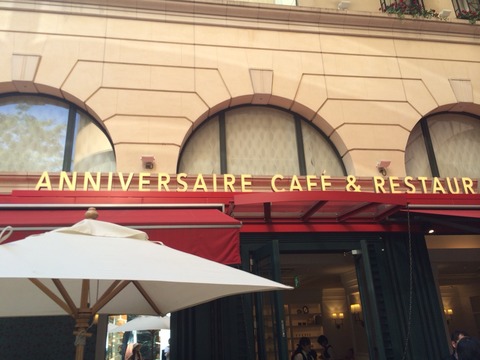 ANNIVERSAIRE CAFÉ & RESTAUR